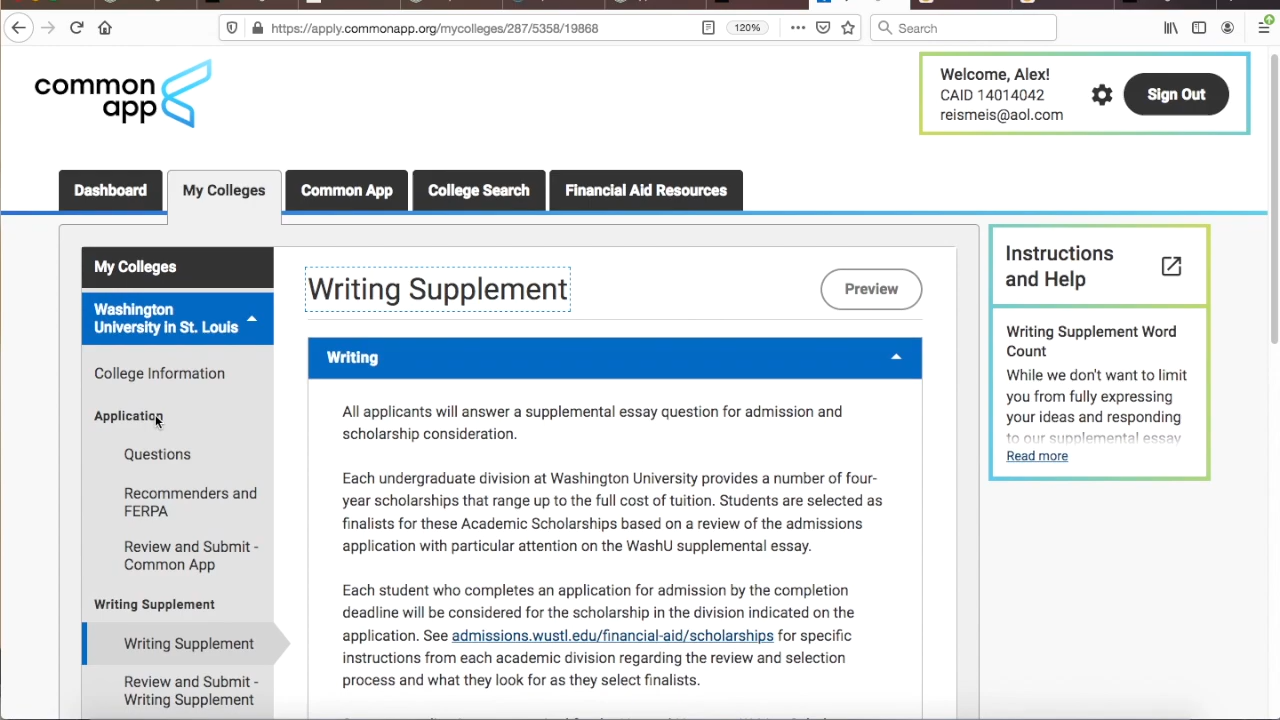 https://apply.commonapp.org/mycolleges/287/5358/19868
120%
Search
common
app
Welcome, Alex!
CAID 14014042
reismeis@aol.com
Sign Out
Dashboard
My Colleges
Common App
College Search
Financial Aid Resources
My Colleges
Washington
University in St. Louis
College Information
Application
Questions
Recommenders and
FERPA
Review and Submit -
Common App
Writing Supplement
Writing Supplement
Review and Submit -
Writing Supplement
Writing Supplement
Preview
Writing
All applicants will answer a supplemental essay question for admission and
scholarship consideration.
Each undergraduate division at Washington University provides a number of four-
year scholarships that range up to the full cost of tuition. Students are selected as
finalists for these Academic Scholarships based on a review of the admissions
application with particular attention on the WashU supplemental essay.
Each student who completes an application for admission by the completion
deadline will be considered for the scholarship in the division indicated on the
application. See admissions.wustl.edu/financial-aid/scholarships for specific
instructions from each academic division regarding the review and selection
process and what they look for as they select finalists.
Instructions
and Help
Writing Supplement Word
Count
While we don't want to limit
you from fully expressing
your ideas and responding
to our supplemental essay
Read more